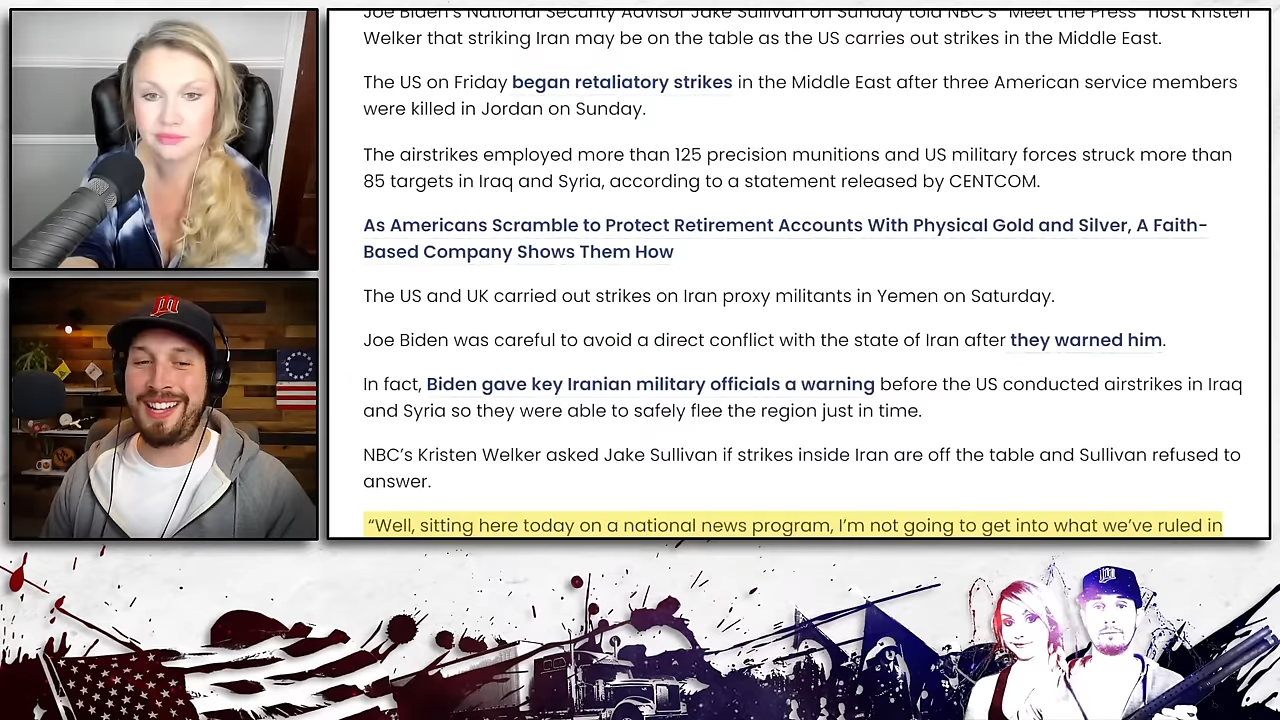 Joe Biden's National Security Advisor Jake Sullivan on Sunday told NBC's "Meet the Press" host Kristen
Welker that striking Iran may be on the table as the US carries out strikes in the Middle East.
The US on Friday began retaliatory strikes in the Middle East after three American service members
were killed in Jordan on Sunday.
The airstrikes employed more than 125 precision munitions and US military forces struck more than
85 targets in Iraq and Syria, according to a statement released by CENTCOM.
As Americans Scramble to Protect Retirement Accounts With Physical Gold and Silver, A Faith-
Based Company Shows Them How
The US and UK carried out strikes on Iran proxy militants in Yemen on Saturday.
Joe Biden was careful to avoid a direct conflict with the state of Iran after they warned him.
In fact, Biden gave key Iranian military officials a warning before the US conducted airstrikes in Iraq
and Syria so they were able to safely flee the region just in time.
NBC’s Kristen Welker asked Jake Sullivan if strikes inside Iran are off the table and Sullivan refused to
answer.
“Well, sitting here today on a national news program, I’m not going to get into what we’ve ruled in